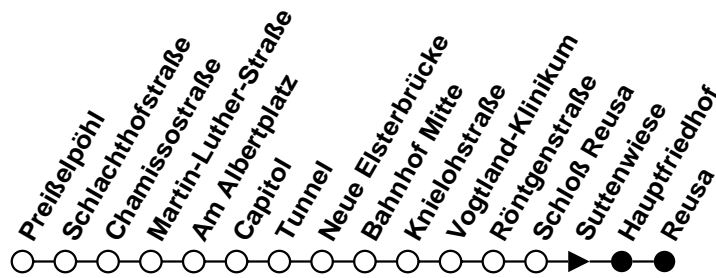 Preißelpöhl
Schlachthofstraße
Chamissostraße
Martin-Luther-Straße
Am Albertplatz
Capitol
Tunnel
Neue Elsterbrücke
Bahnhof Mitte
Knielohstraße
Vogtland-Klinikum
Röntgenstraße
Schloß Reusa
Suttenwiese
Hauptfriedhof
Reusa